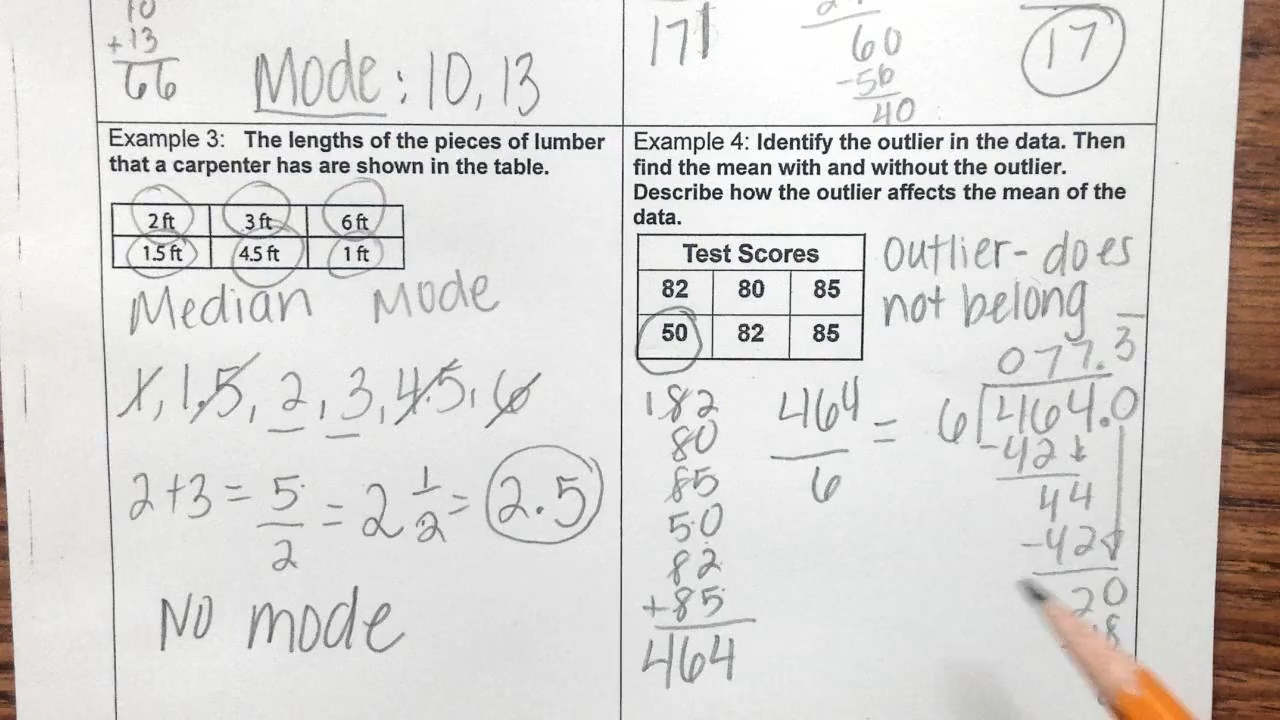 10
+13
66
Mode: 10, 13
171
60
-56
40
17
Example 3: The lengths of the pieces of lumber
that a carpenter has are shown in the table.
2 ft 3 ft 6 ft
1.5 ft 4.5 ft 1 ft
Median Mode
1, 1.5, 2, 3, 4.5, 6
2+3 = 5/2 = 2 1/2 = 2.5
No mode
Example 4: Identify the outlier in the data. Then
find the mean with and without the outlier.
Describe how the outlier affects the mean of the
data.
Test Scores
82 80 85
50 82 85
Outlier - does
not belong
182
80
85
50
82
+85
464
464/6 =
077.3
6)464.0
-42
44
-42
20
18